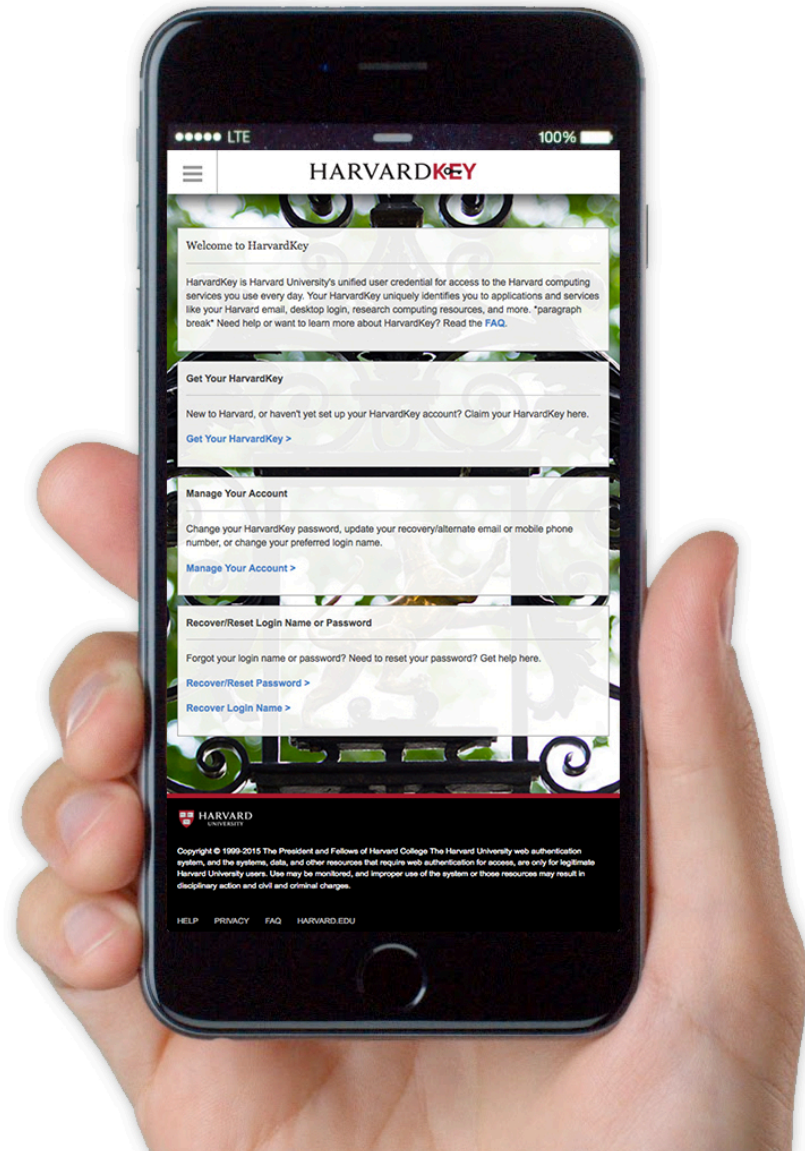 LTE
100%
HARVARDKEY
Welcome to HarvardKey
HarvardKey is Harvard University's unified user credential for access to the Harvard computing
services you use every day. Your HarvardKey uniquely identifies you to applications and services
like your Harvard email, desktop login, research computing resources, and more. *paragraph
break* Need help or want to learn more about HarvardKey? Read the FAQ.
Get Your HarvardKey
New to Harvard, or haven't yet set up your HarvardKey account? Claim your HarvardKey here.
Get Your HarvardKey >
Manage Your Account
Change your HarvardKey password, update your recovery/alternate email or mobile phone
number, or change your preferred login name.
Manage Your Account >
Recover/Reset Login Name or Password
Forgot your login name or password? Need to reset your password? Get help here.
Recover/Reset Password >
Recover Login Name >
HARVARD
UNIVERSITY
Copyright © 1999-2015 The President and Fellows of Harvard College The Harvard University web authentication
system, and the systems, data, and other resources that require web authentication for access, are only for legitimate
Harvard University users. Use may be monitored, and improper use of the system or those resources may result in
disciplinary action and civil and criminal charges.
HELP PRIVACY FAQ HARVARD.EDU